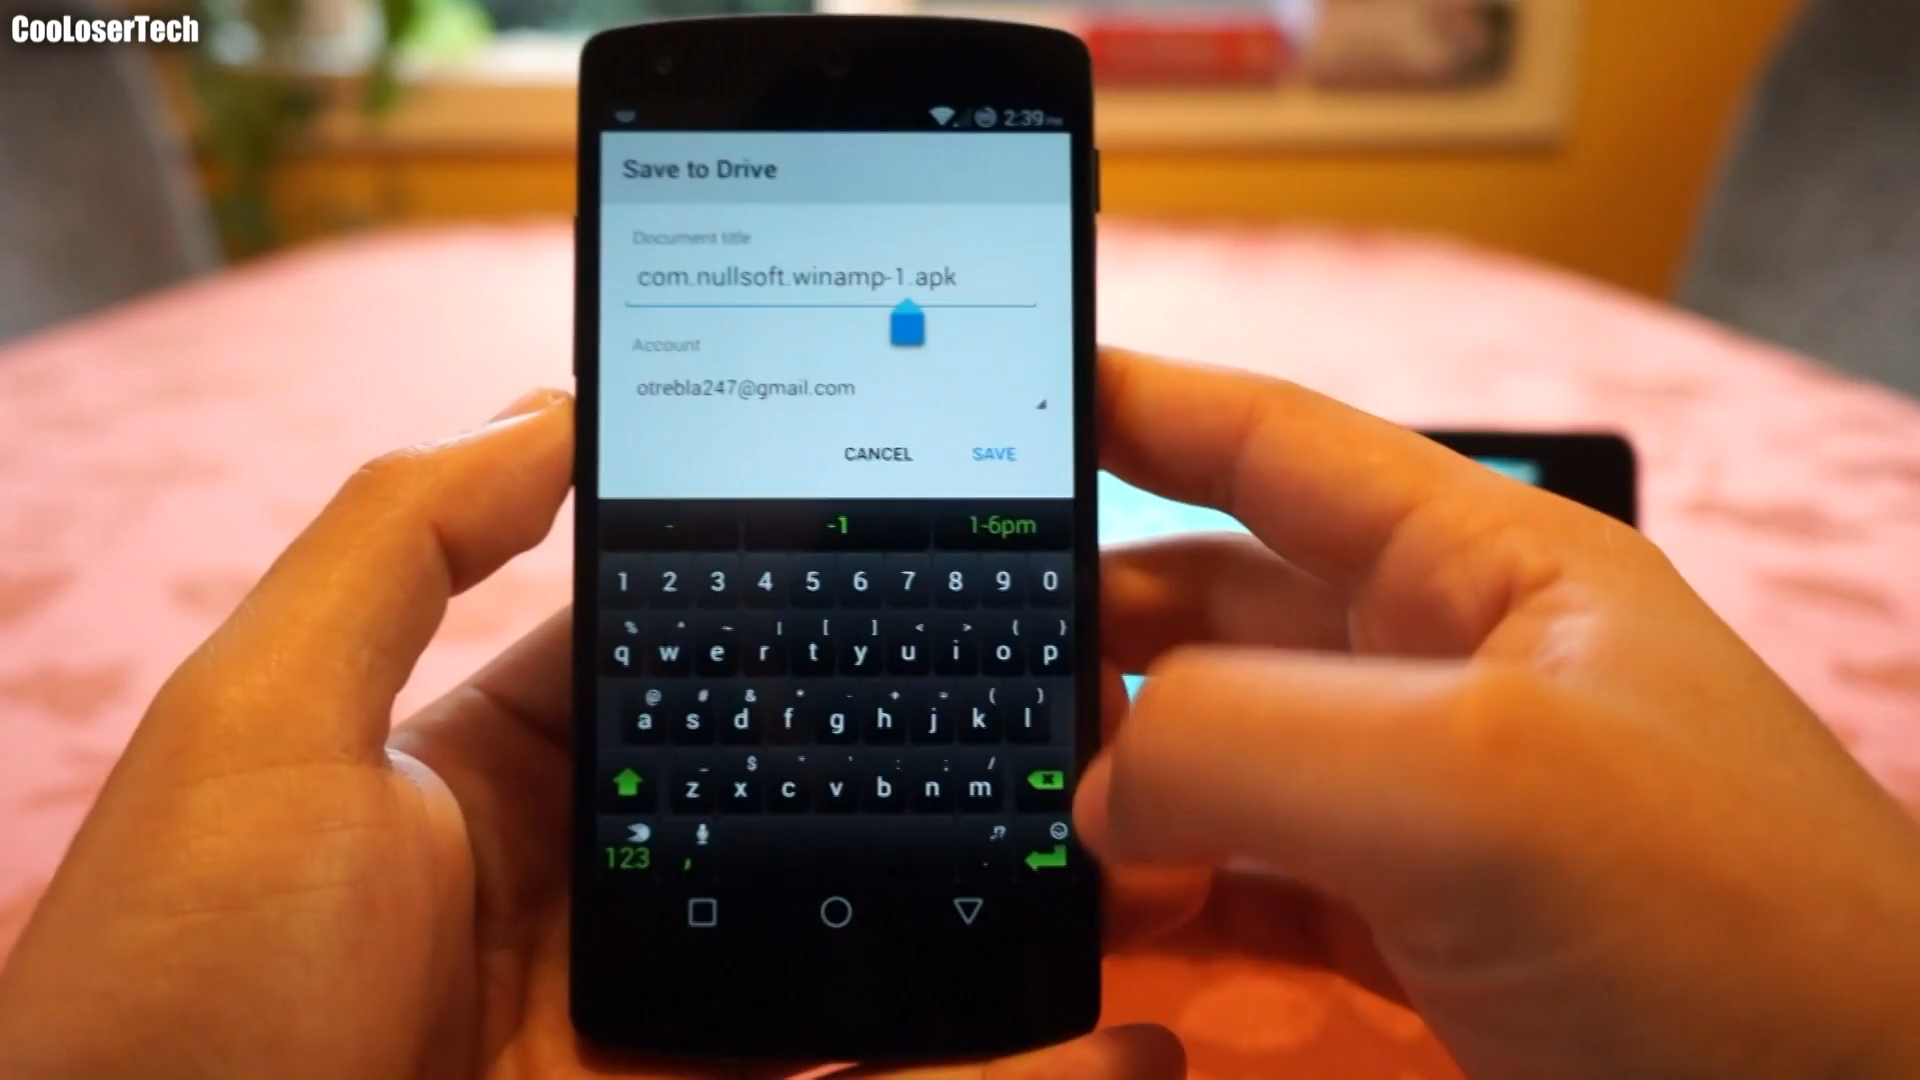 CooLoserTech
2:39
Save to Drive
Document title
com.nullsoft.winamp-1.apk
Account
otrebla247@gmail.com
CANCEL SAVE
- -1 1-6pm
1 2 3 4 5 6 7 8 9 0
% ^ ~ | [ ] < > { }
q w e r t y u i o p
@ # & * - + = ( )
a s d f g h j k l
z x c v b n m
123 , .